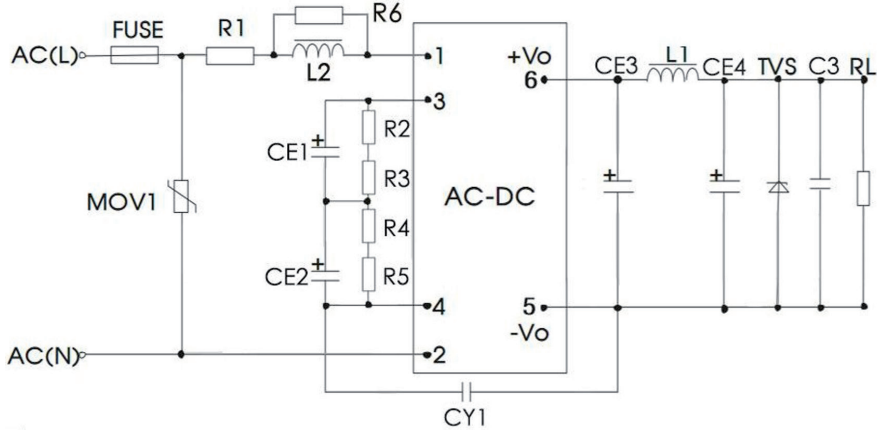 R6
FUSE
R1
AC(L)
L2
1
+Vo
6
CE3
L1
CE4
TVS
C3
RL
3
R2
CE1
+
R3
AC-DC
+
+
MOV1
R4
CE2
+
R5
4
5
-Vo
AC(N)
2
CY1